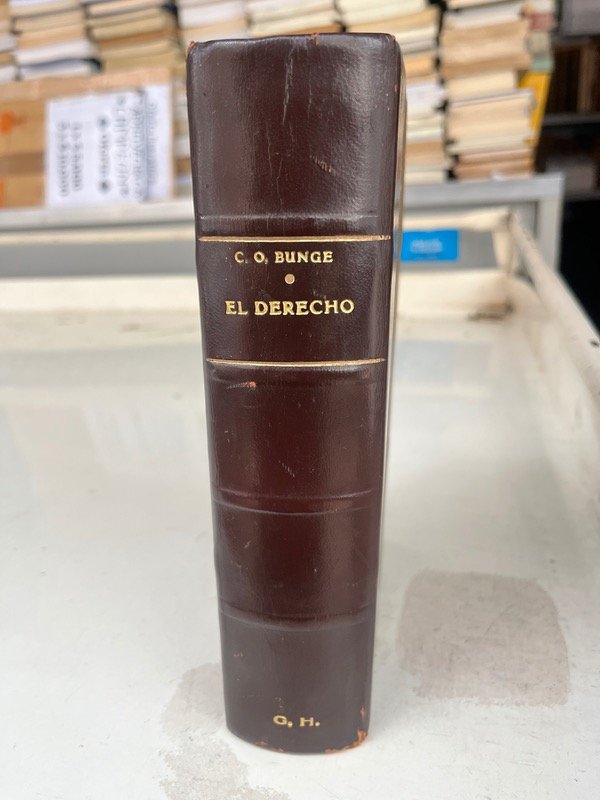 C. O. BUNGE
EL DERECHO
G. H.